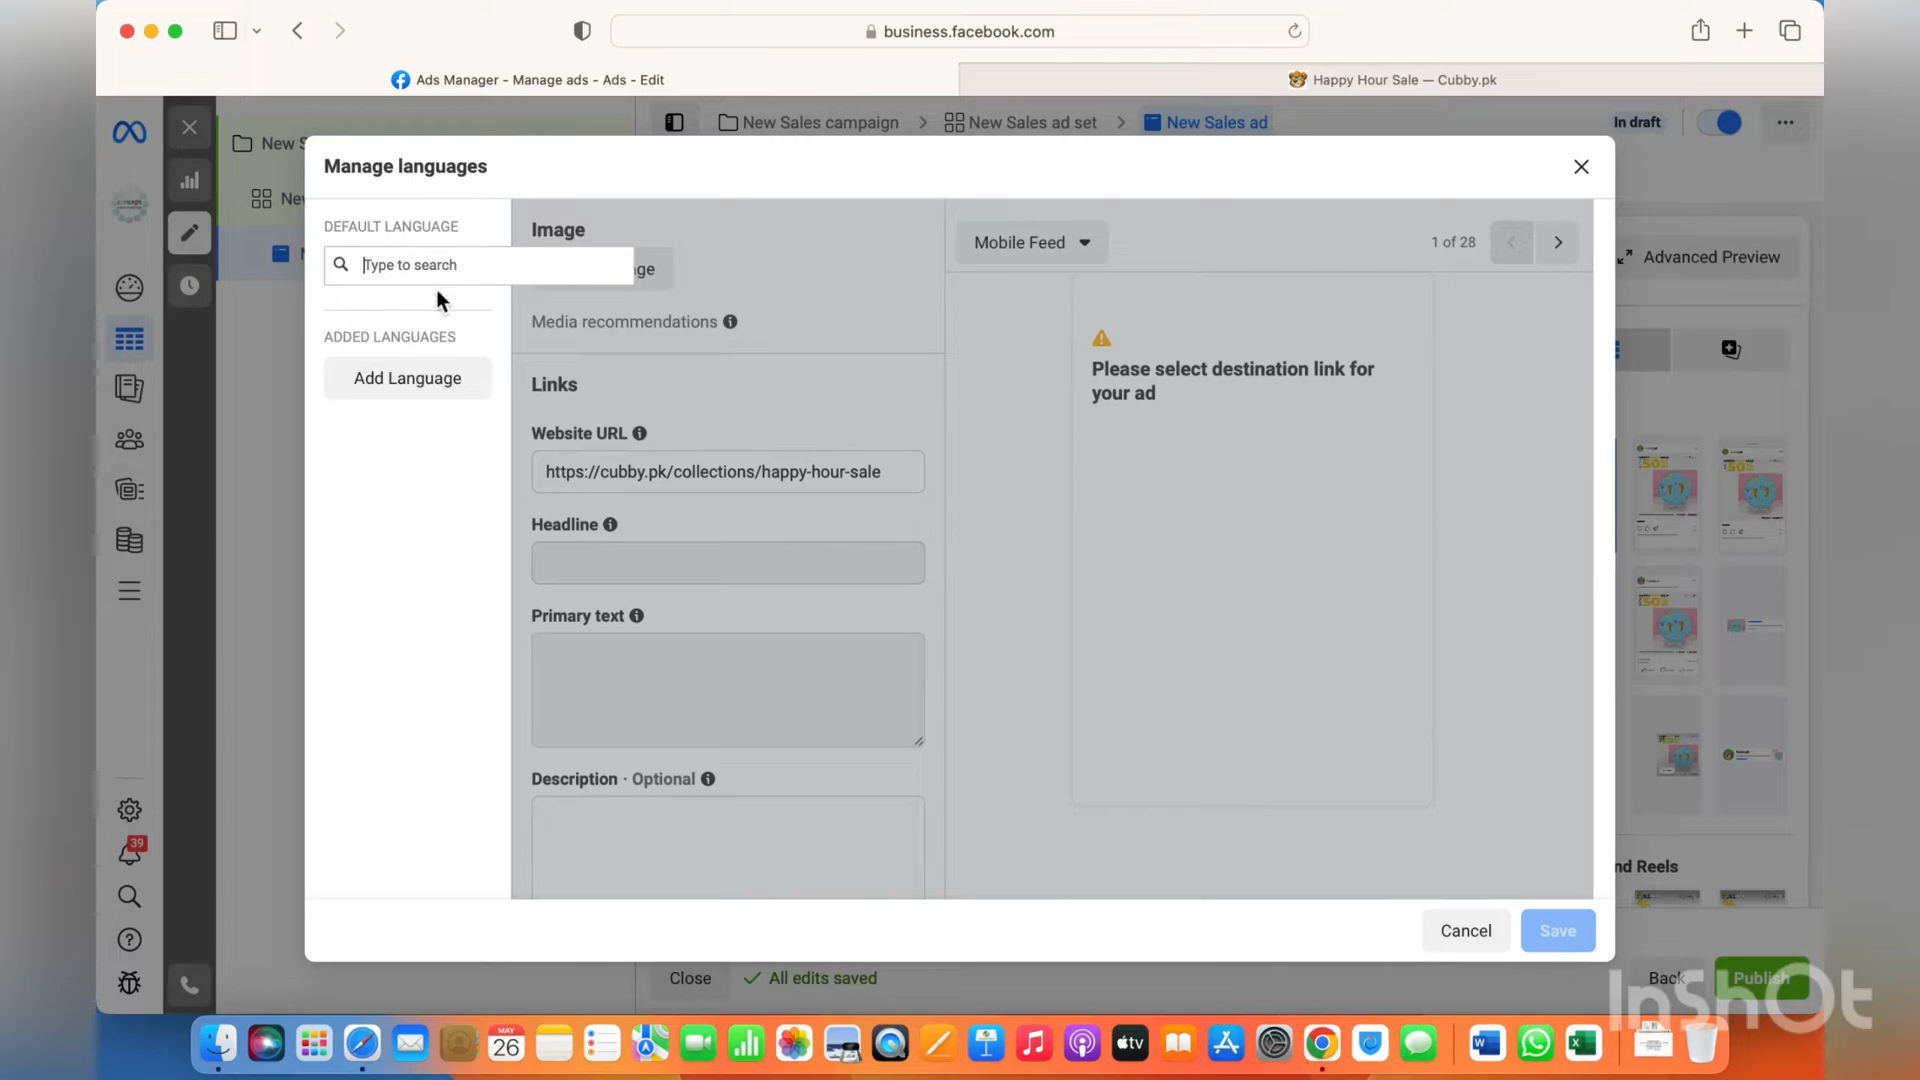 business.facebook.com
Ads Manager - Manage ads - Ads - Edit
Happy Hour Sale — Cubby.pk
New Sales campaign
New Sales ad set
New Sales ad
In draft
New S
Manage languages
DEFAULT LANGUAGE
Type to search
ADDED LANGUAGES
Add Language
Image
ge
Media recommendations
Links
Website URL
https://cubby.pk/collections/happy-hour-sale
Headline
Primary text
Description · Optional
Mobile Feed
1 of 28
Please select destination link for
your ad
Advanced Preview
nd Reels
Cancel
Save
Close
All edits saved
Back
Publish
InShOt
39
MAY
26
tv